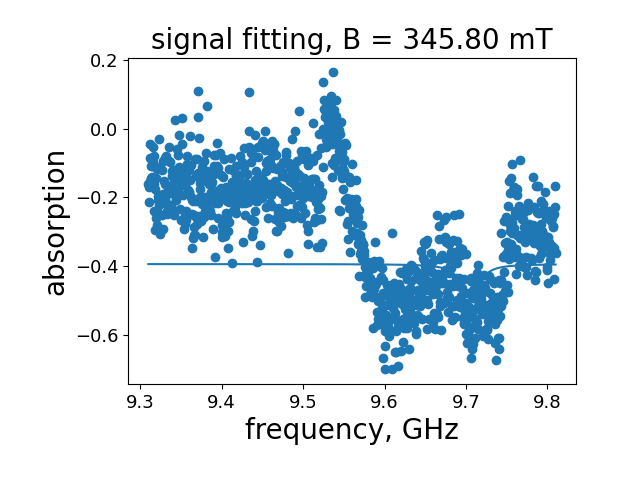 signal fitting, B = 345.80 mT
0.2
0.0
−0.2
−0.4
−0.6
absorption
9.3 9.4 9.5 9.6 9.7 9.8
frequency, GHz